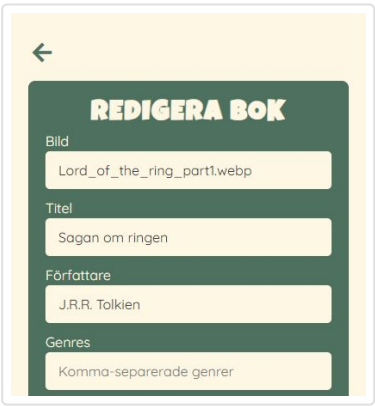 REDIGERA BOK
Bild
Lord_of_the_ring_part1.webp
Titel
Sagan om ringen
Författare
J.R.R. Tolkien
Genres
Komma-separerade genrer